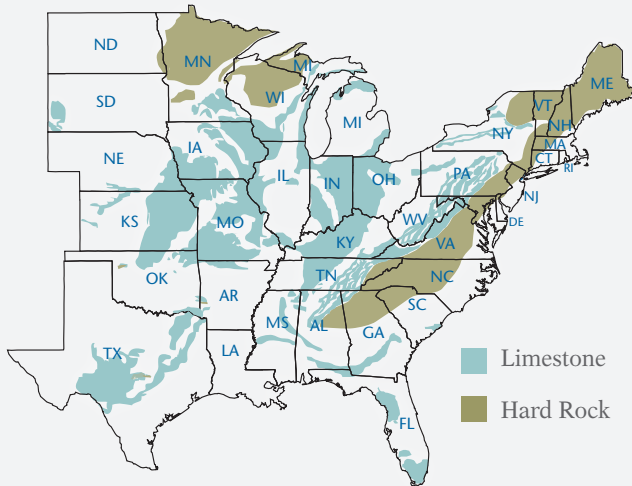 ND
MN
MI
ME
SD
WI
VT
NH
NY
MI
MA
CT
RI
NE
IA
PA
IL
IN
OH
NJ
KS
MO
WV
DE
KY
VA
OK
TN
NC
AR
SC
MS
AL
GA
TX
LA
Limestone
Hard Rock
FL